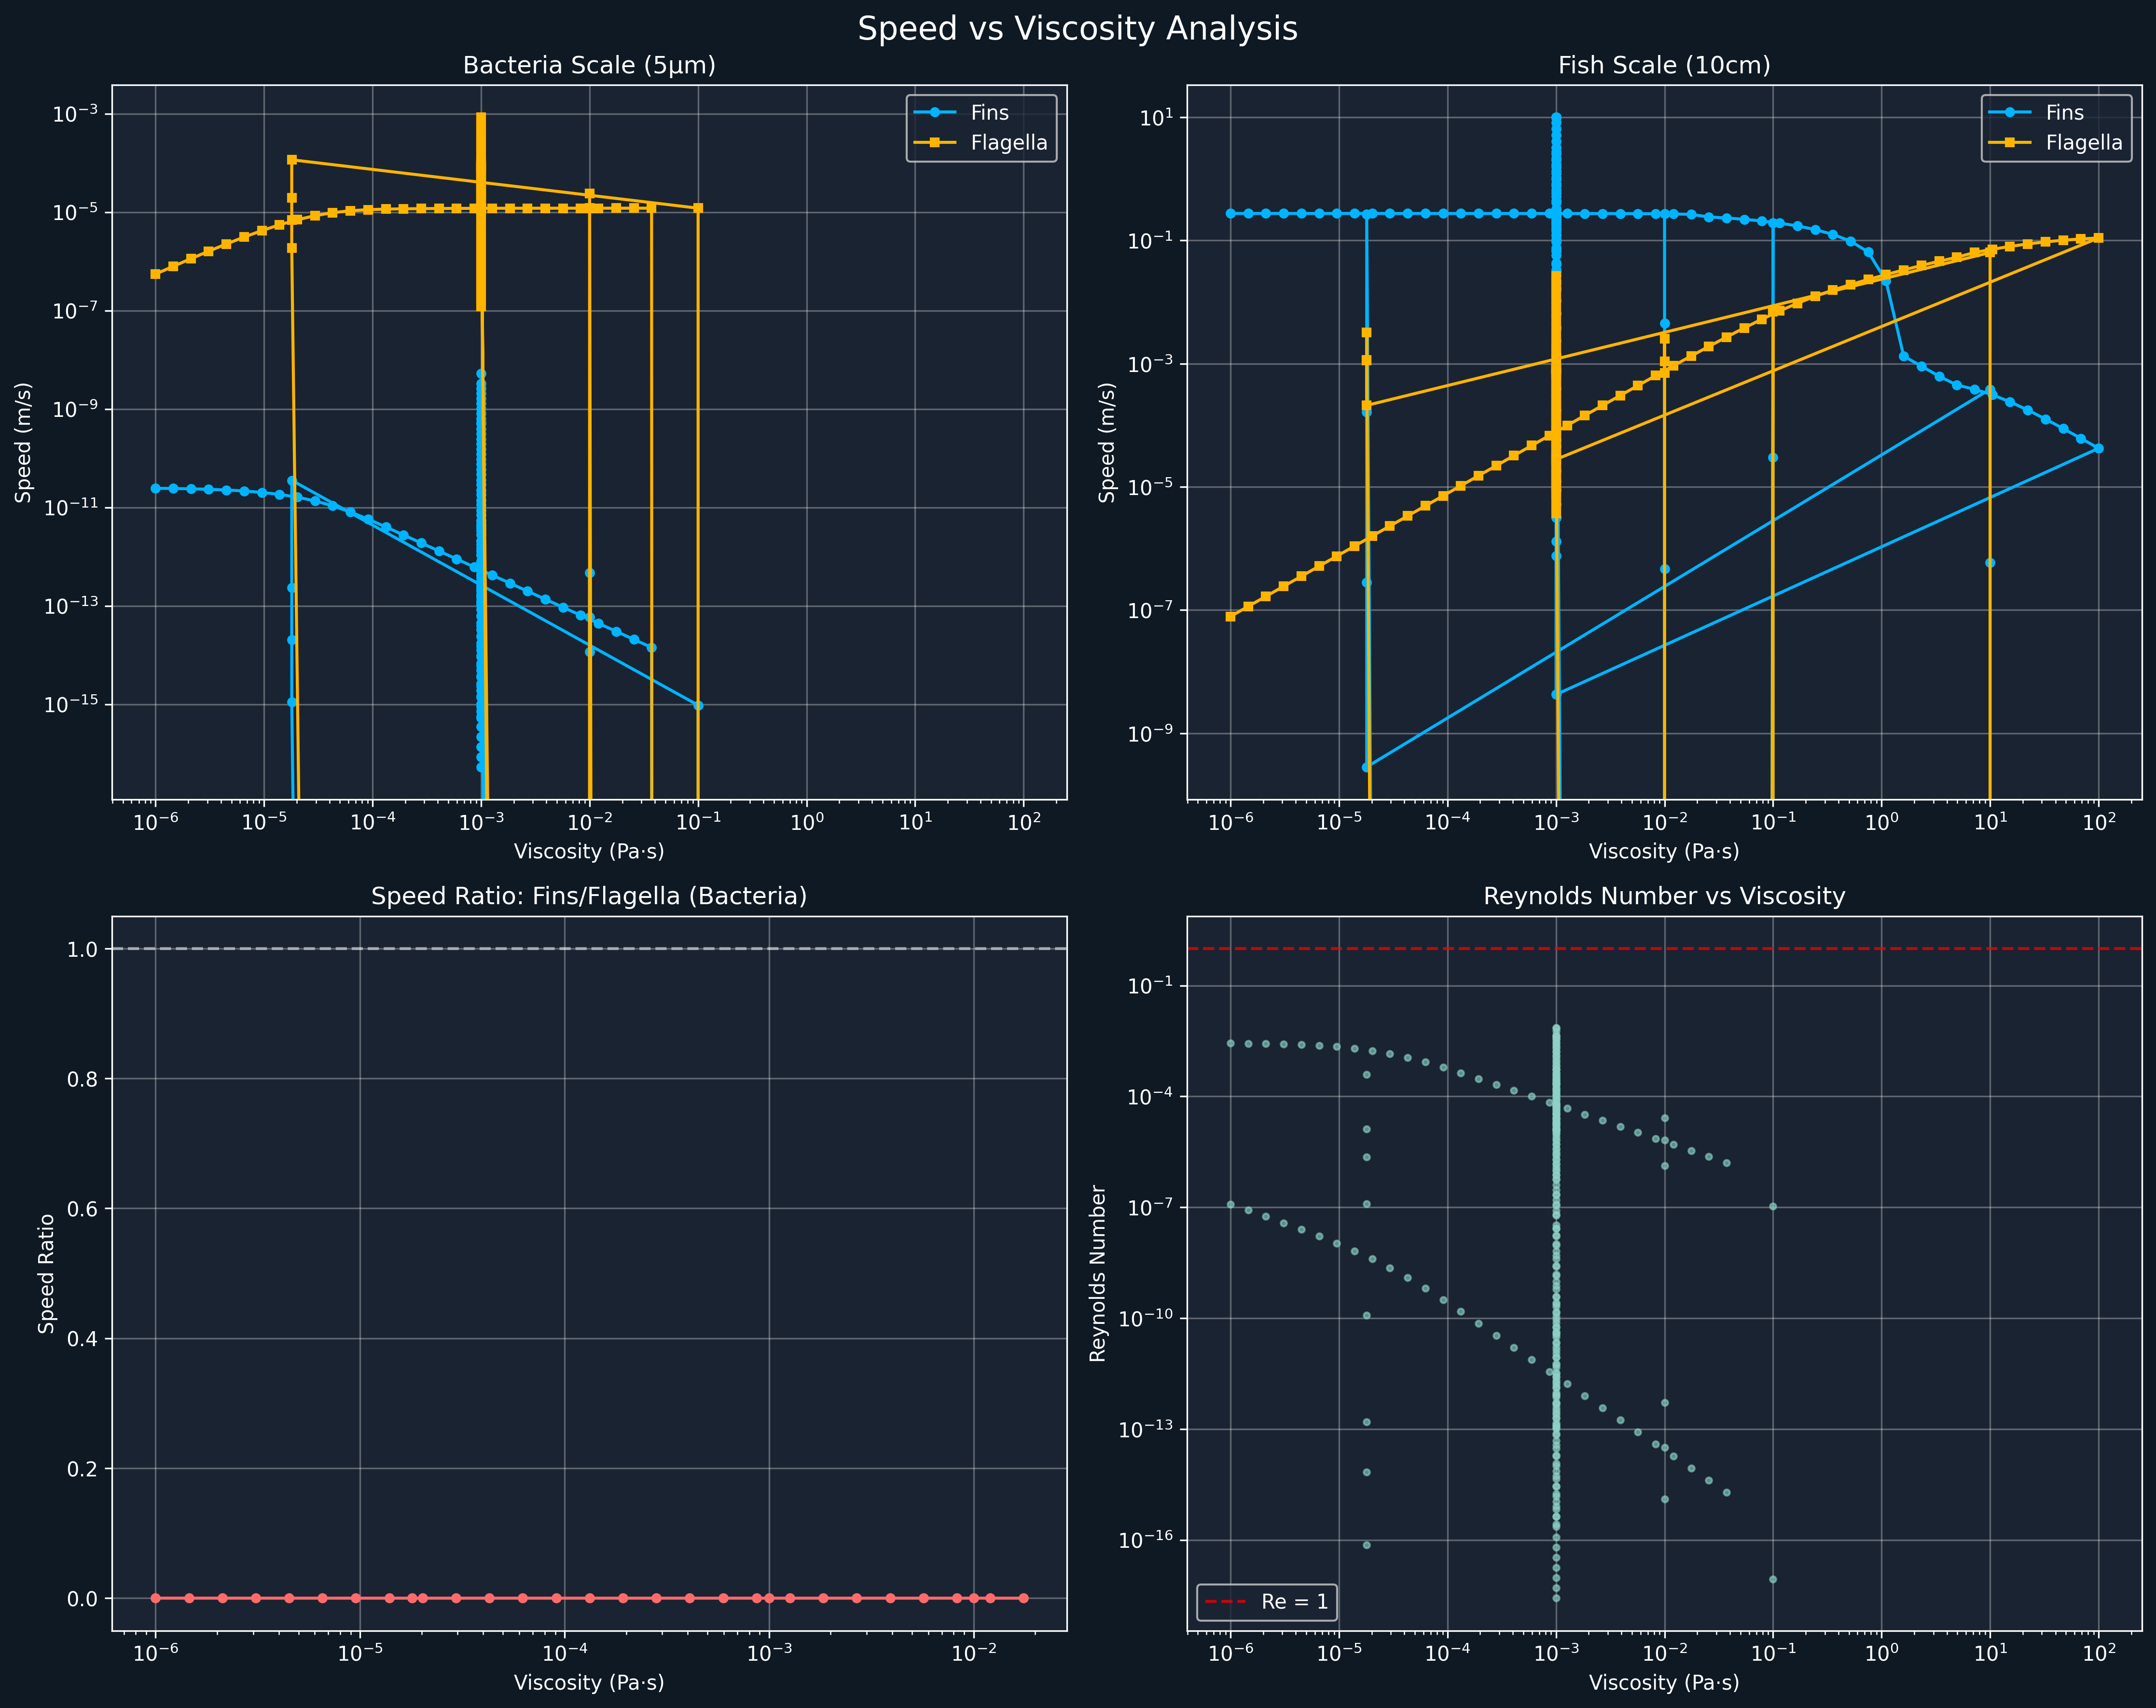 Speed vs Viscosity Analysis
Bacteria Scale (5μm)
Fins
Flagella
Speed (m/s)
10⁻³
10⁻⁵
10⁻⁷
10⁻⁹
10⁻¹¹
10⁻¹³
10⁻¹⁵
10⁻⁶ 10⁻⁵ 10⁻⁴ 10⁻³ 10⁻² 10⁻¹ 10⁰ 10¹ 10²
Viscosity (Pa·s)
Fish Scale (10cm)
Fins
Flagella
Speed (m/s)
10¹
10⁻¹
10⁻³
10⁻⁵
10⁻⁷
10⁻⁹
10⁻⁶ 10⁻⁵ 10⁻⁴ 10⁻³ 10⁻² 10⁻¹ 10⁰ 10¹ 10²
Viscosity (Pa·s)
Speed Ratio: Fins/Flagella (Bacteria)
Speed Ratio
1.0
0.8
0.6
0.4
0.2
0.0
10⁻⁶ 10⁻⁵ 10⁻⁴ 10⁻³ 10⁻²
Viscosity (Pa·s)
Reynolds Number vs Viscosity
Reynolds Number
10⁻¹
10⁻⁴
10⁻⁷
10⁻¹⁰
10⁻¹³
10⁻¹⁶
Re = 1
10⁻⁶ 10⁻⁵ 10⁻⁴ 10⁻³ 10⁻² 10⁻¹ 10⁰ 10¹ 10²
Viscosity (Pa·s)